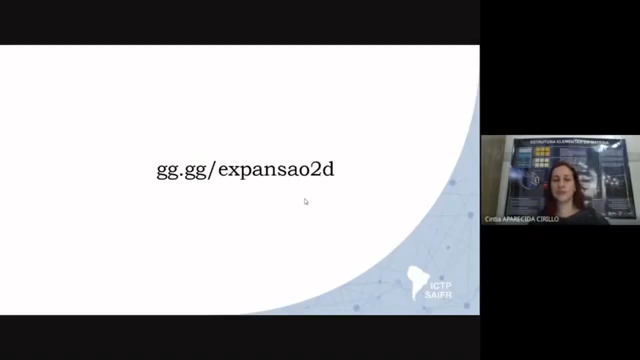 gg.gg/expansao2d
ICTP
SAIFR
ESTRUTURA ELEMENTAR DA MATÉRIA
Cintia APARECIDA CIRILLO